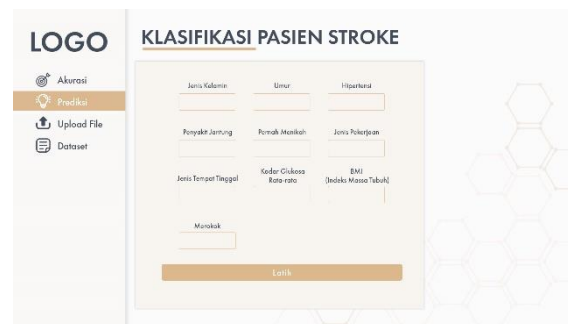 LOGO
KLASIFIKASI PASIEN STROKE
Akurasi
Prediksi
Upload File
Dataset
Jenis Kelamin
Umur
Hipertensi
Penyakit Jantung
Pernah Menikah
Jenis Pekerjaan
Jenis Tempat Tinggal
Kadar Glukosa
Rata-rata
BMI
(Indeks Massa Tubuh)
Merokok
Latih